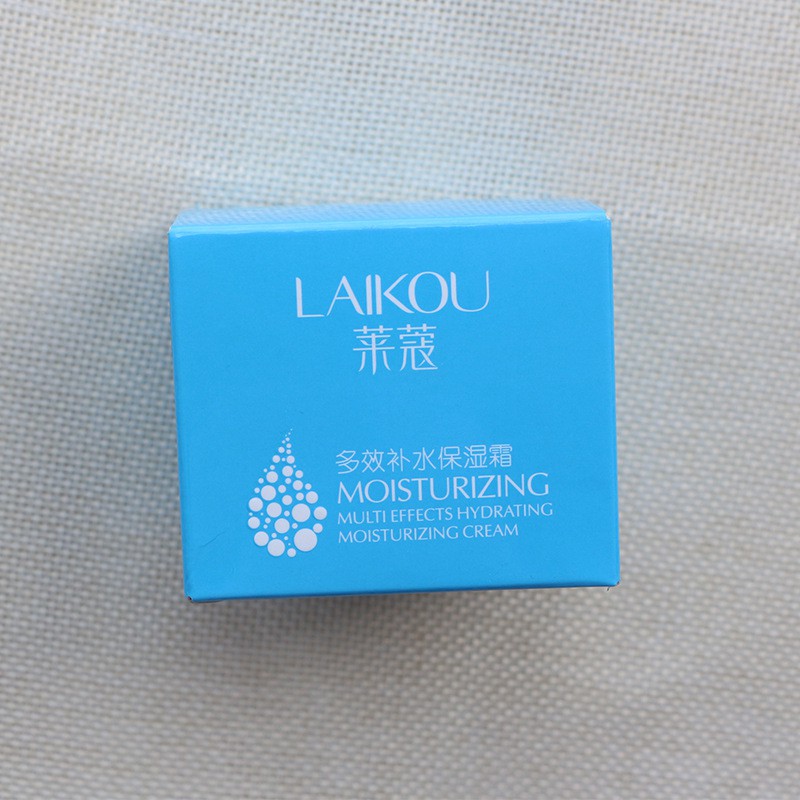 LAIKOU
莱蔻
多效补水保湿霜
MOISTURIZING
MULTI EFFECTS HYDRATING
MOISTURIZING CREAM